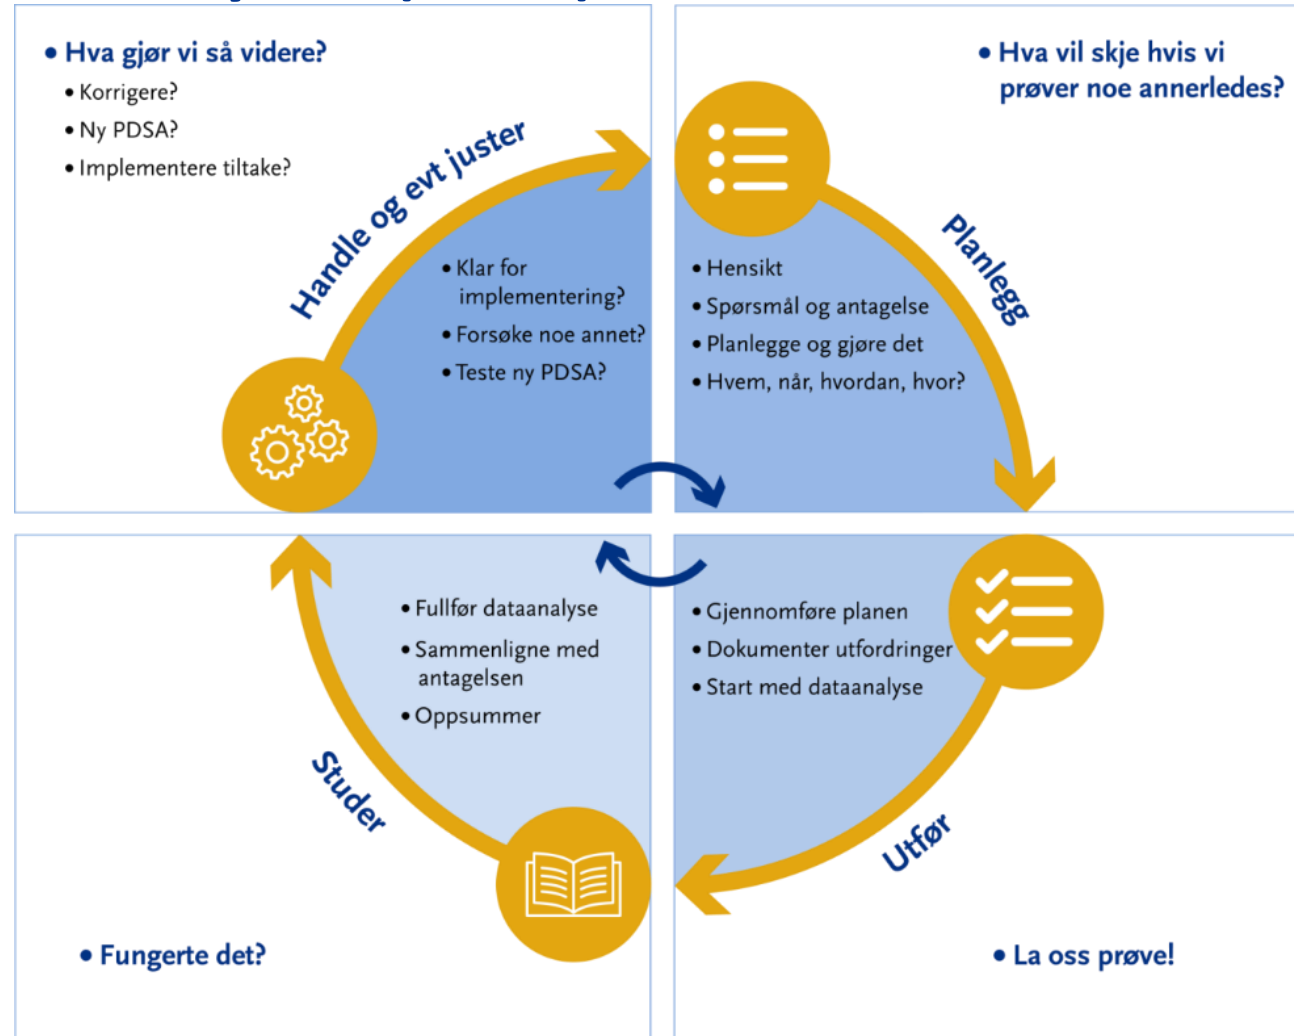 • Hva gjør vi så videre?
• Korrigere?
• Ny PDSA?
• Implementere tiltake?
Handle og evt juster
• Klar for
implementering?
• Forsøke noe annet?
• Teste ny PDSA?
• Hva vil skje hvis vi
prøver noe annerledes?
Planlegg
• Hensikt
• Spørsmål og antagelse
• Planlegge og gjøre det
• Hvem, når, hvordan, hvor?
• Fullfør dataanalyse
• Sammenligne med
antagelsen
• Oppsummer
Studer
• Fungerte det?
• Gjennomføre planen
• Dokumenter utfordringer
• Start med dataanalyse
Utfør
• La oss prøve!